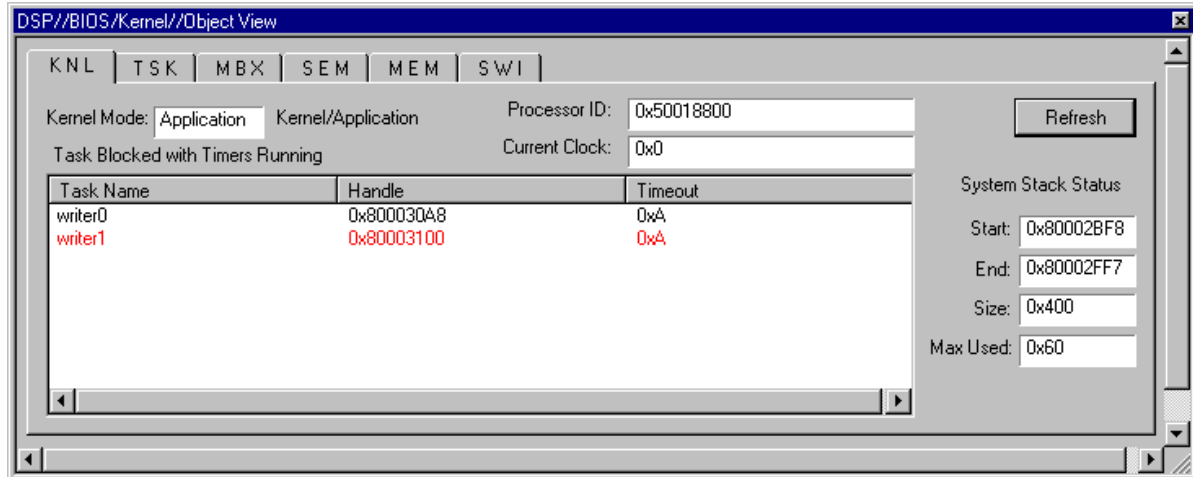 DSP//BIOS/Kernel//Object View
KNL TSK MBX SEM MEM SWI
Kernel Mode: Application Kernel/Application Processor ID: 0x50018800 Refresh
Task Blocked with Timers Running Current Clock: 0x0
Task Name Handle Timeout System Stack Status
writer0 0x800030A8 0xA Start: 0x80002BF8
writer1 0x80003100 0xA End: 0x80002FF7
Size: 0x400
Max Used: 0x60